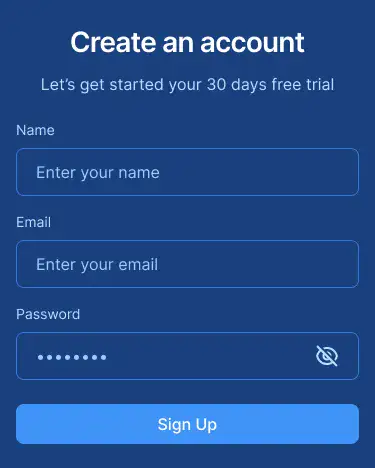 Create an account
Let’s get started your 30 days free trial
Name
Enter your name
Email
Enter your email
Password
••••••••
Sign Up